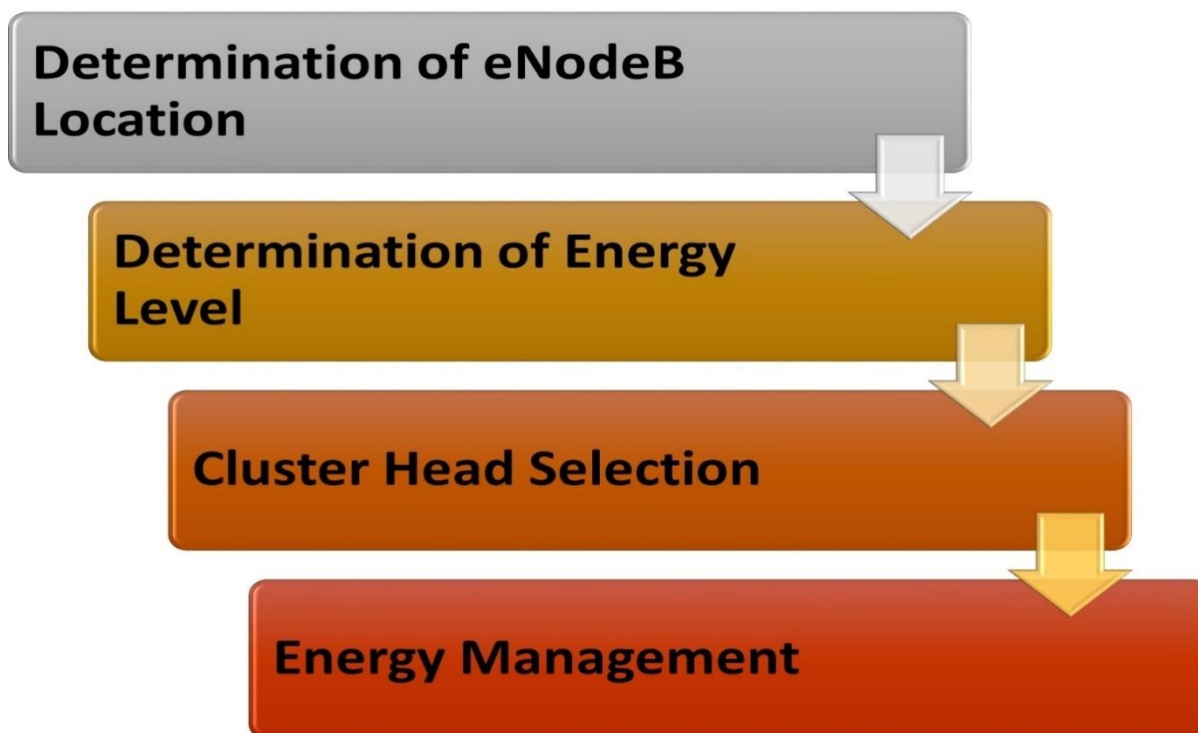 Determination of eNodeB
Location
Determination of Energy
Level
Cluster Head Selection
Energy Management